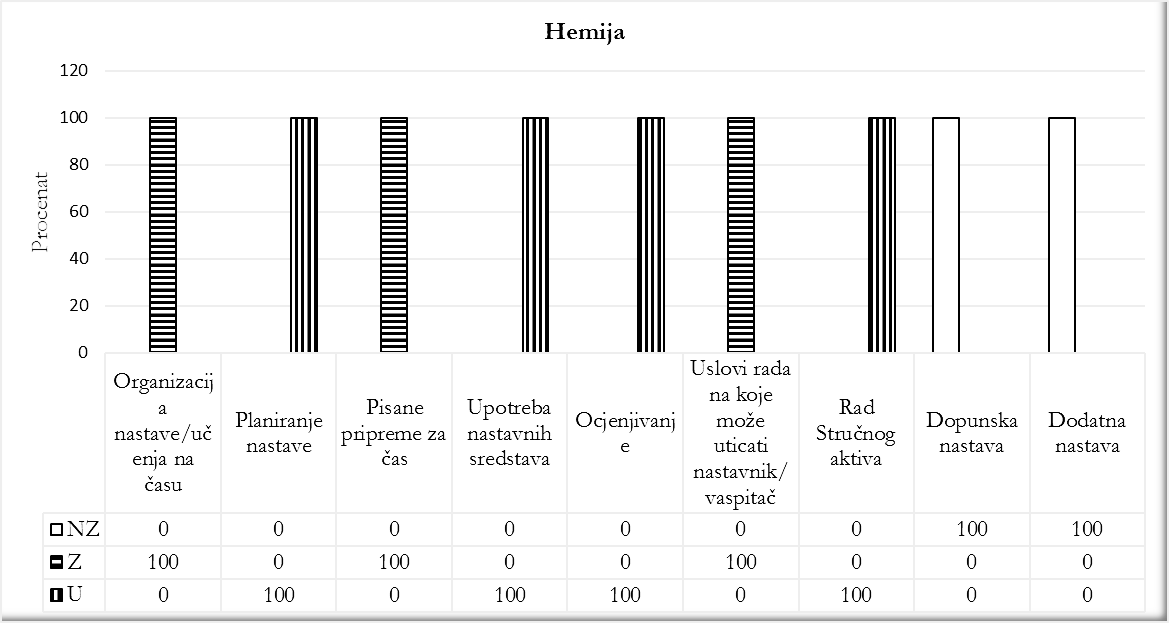 Hemija
120
100
80
60
40
20
0
Procenat
Organizacij
a
nastave/uč
enja na
času
Planiranje
nastave
Pisane
pripreme za
čas
Upotreba
nastavnih
sredstava
Ocjenjivanj
e
Uslovi rada
na koje
može
uticati
nastavnik/
vaspitač
Rad
Stručnog
aktiva
Dopunska
nastava
Dodatna
nastava
NZ 0 0 0 0 0 0 0 100 100
Z 100 0 100 0 0 100 0 0 0
U 0 100 0 100 100 0 100 0 0